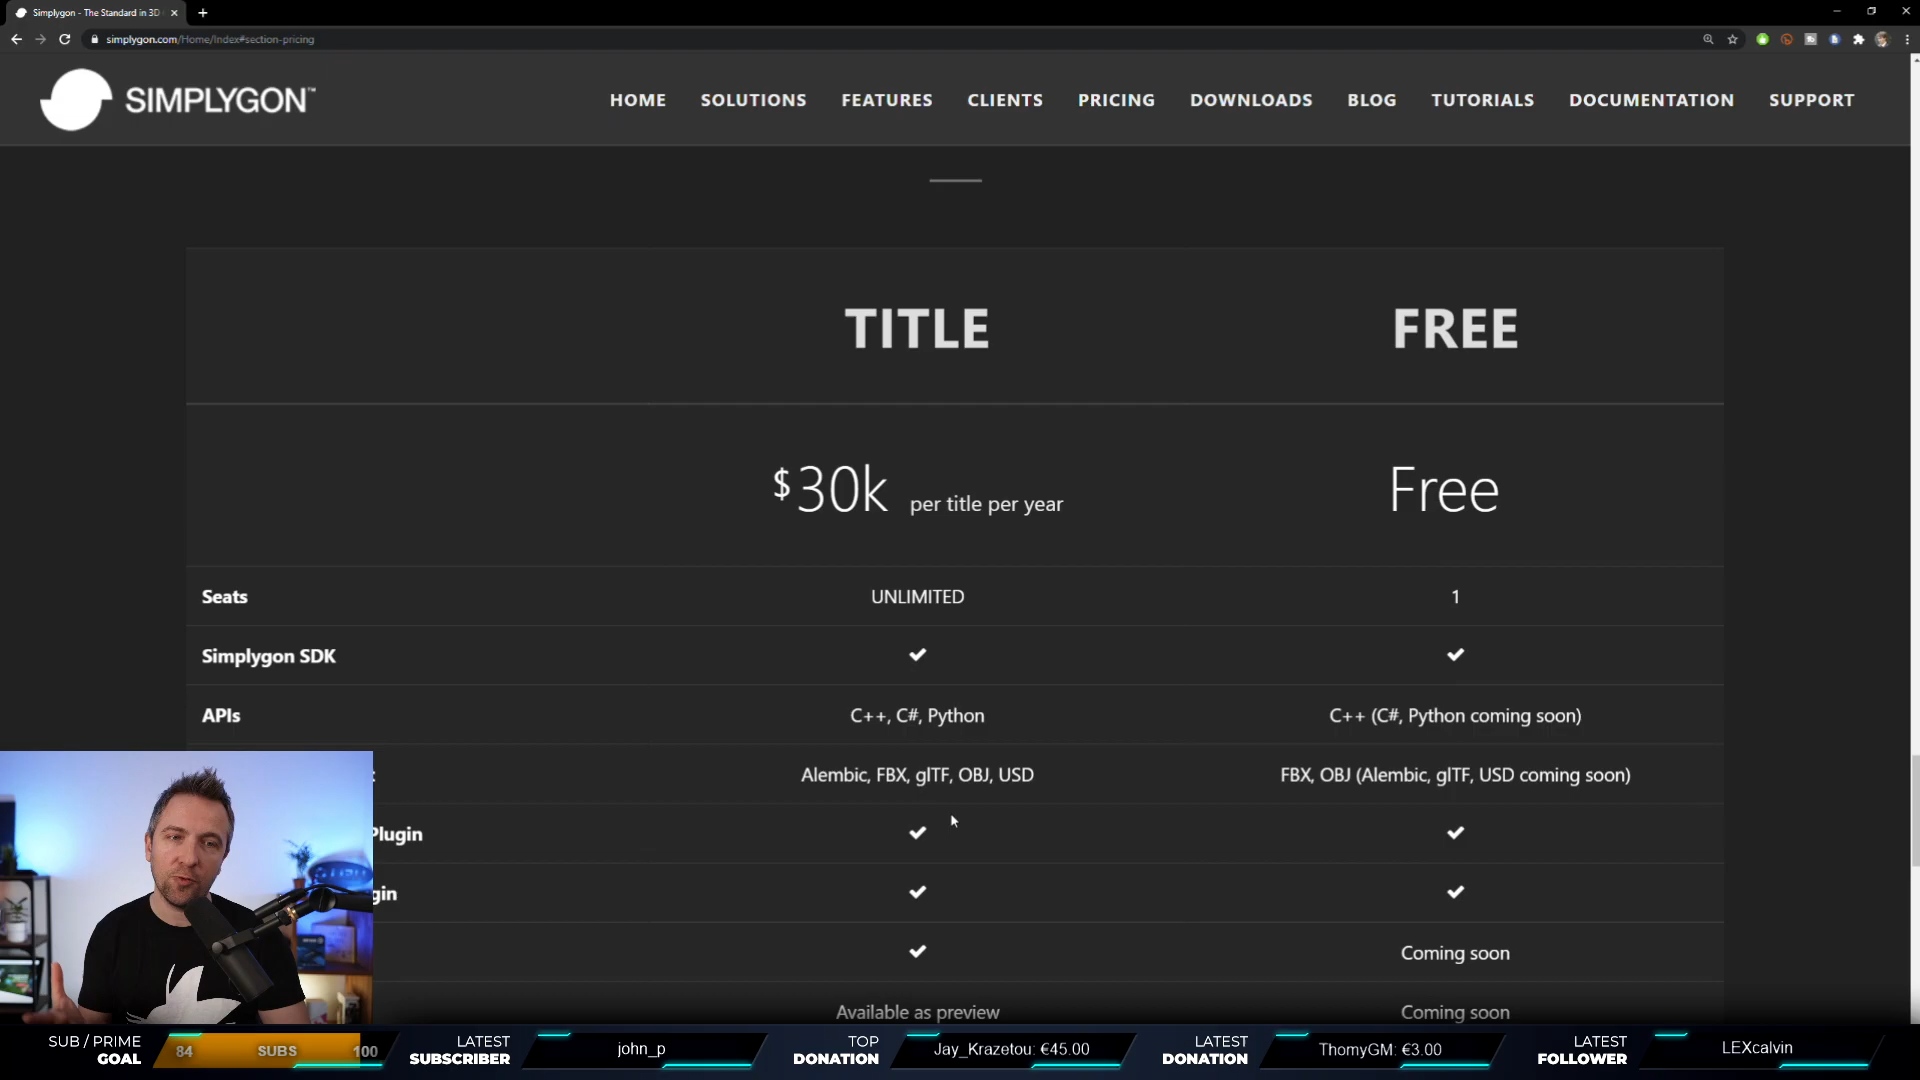 Simplygon - The Standard in 3D
simplygon.com/Home/Index#section-pricing
SIMPLYGON™
HOME SOLUTIONS FEATURES CLIENTS PRICING DOWNLOADS BLOG TUTORIALS DOCUMENTATION SUPPORT
TITLE FREE
$30k per title per year Free
Seats UNLIMITED 1
Simplygon SDK
APIs C++, C#, Python C++ (C#, Python coming soon)
Alembic, FBX, glTF, OBJ, USD FBX, OBJ (Alembic, glTF, USD coming soon)
Plugin
gin
Coming soon
Available as preview Coming soon
SUB / PRIME GOAL 84 SUBS 100
LATEST SUBSCRIBER john_p
TOP DONATION Jay_Krazetou: €45.00
LATEST DONATION ThomyGM: €3.00
LATEST FOLLOWER LEXcalvin